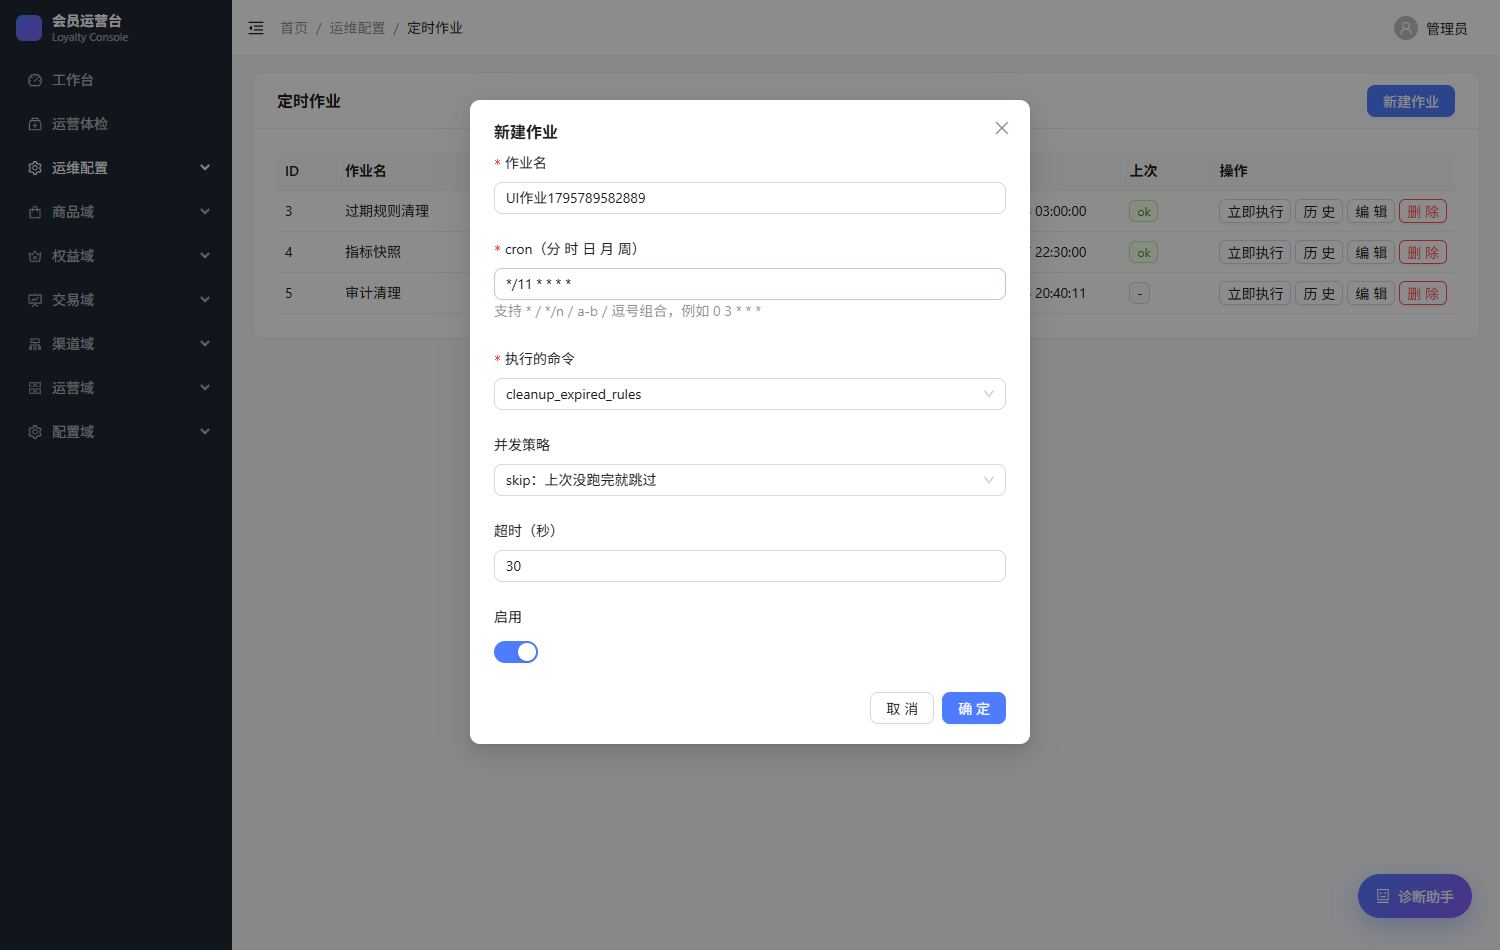 会员运营台
Loyalty Console
首页 / 运维配置 / 定时作业
管理员
工作台
运营体检
运维配置
商品域
权益域
交易域
渠道域
运营域
配置域
定时作业
新建作业
ID 作业名 上次 操作
3 过期规则清理 03:00:00 ok 立即执行 历史 编辑 删除
4 指标快照 22:30:00 ok 立即执行 历史 编辑 删除
5 审计清理 20:40:11 - 立即执行 历史 编辑 删除
新建作业
* 作业名
UI作业1795789582889
* cron（分 时 日 月 周）
*/11 * * * *
支持 * / */n / a-b / 逗号组合，例如 0 3 * * *
* 执行的命令
cleanup_expired_rules
并发策略
skip：上次没跑完就跳过
超时（秒）
30
启用
取消 确定
诊断助手